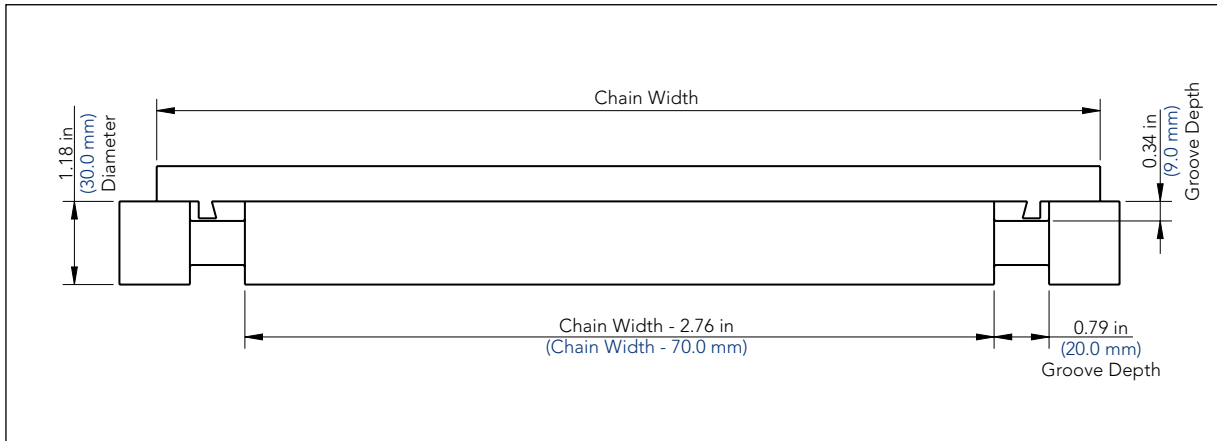 Chain Width
1.18 in
(30.0 mm)
Diameter
0.34 in
(9.0 mm)
Groove Depth
Chain Width - 2.76 in
(Chain Width - 70.0 mm)
0.79 in
(20.0 mm)
Groove Depth